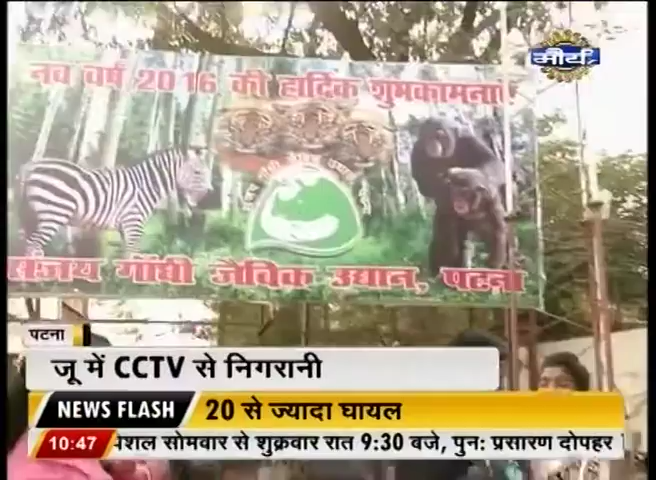 मौर्य
नव वर्ष 2016 की हार्दिक शुभकामनाएं!
संजय गाँधी जैविक उद्यान, पटना
पटना
जू में CCTV से निगरानी
NEWS FLASH 20 से ज्यादा घायल
10:47 स्पेशल सोमवार से शुक्रवार रात 9:30 बजे, पुन: प्रसारण दोपहर